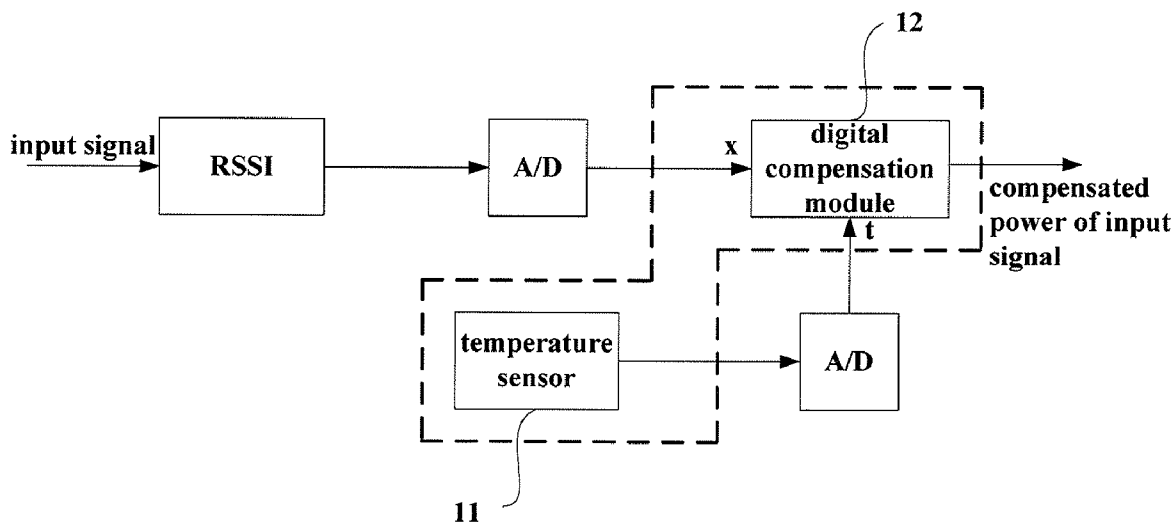 12
input signal
RSSI
A/D
x
digital
compensation
module
t
compensated
power of input
signal
temperature
sensor
A/D
11